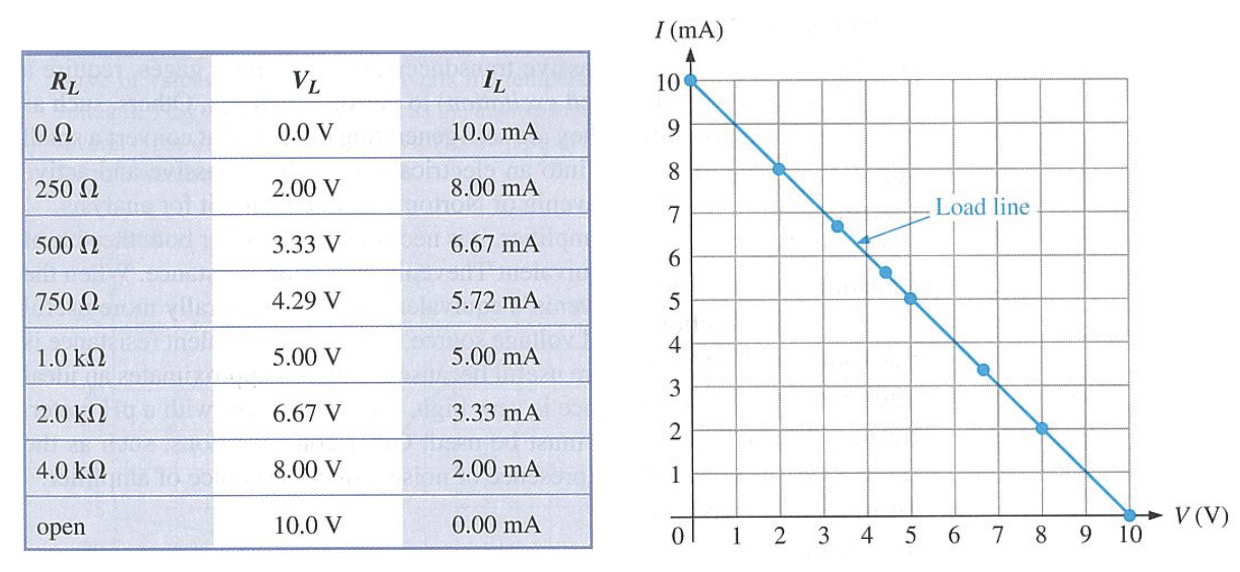 R_L V_L I_L
0 Ω 0.0 V 10.0 mA
250 Ω 2.00 V 8.00 mA
500 Ω 3.33 V 6.67 mA
750 Ω 4.29 V 5.72 mA
1.0 kΩ 5.00 V 5.00 mA
2.0 kΩ 6.67 V 3.33 mA
4.0 kΩ 8.00 V 2.00 mA
open 10.0 V 0.00 mA
I (mA)
10
9
8
7
6
5
4
3
2
1
Load line
0 1 2 3 4 5 6 7 8 9 10
V (V)